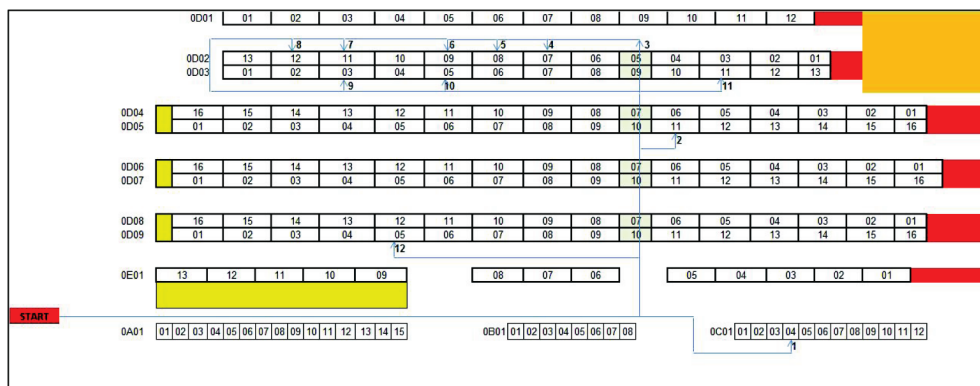 0D01 01 02 03 04 05 06 07 08 09 10 11 12
8 7 6 5 4 3
0D02 13 12 11 10 09 08 07 06 05 04 03 02 01
0D03 01 02 03 04 05 06 07 08 09 10 11 12 13
9 10 11
0D04 16 15 14 13 12 11 10 09 08 07 06 05 04 03 02 01
0D05 01 02 03 04 05 06 07 08 09 10 11 12 13 14 15 16
2
0D06 16 15 14 13 12 11 10 09 08 07 06 05 04 03 02 01
0D07 01 02 03 04 05 06 07 08 09 10 11 12 13 14 15 16
0D08 16 15 14 13 12 11 10 09 08 07 06 05 04 03 02 01
0D09 01 02 03 04 05 06 07 08 09 10 11 12 13 14 15 16
12
0E01 13 12 11 10 09 08 07 06 05 04 03 02 01
START
0A01 01 02 03 04 05 06 07 08 09 10 11 12 13 14 15 0B01 01 02 03 04 05 06 07 08 0C01 01 02 03 04 05 06 07 08 09 10 11 12
1